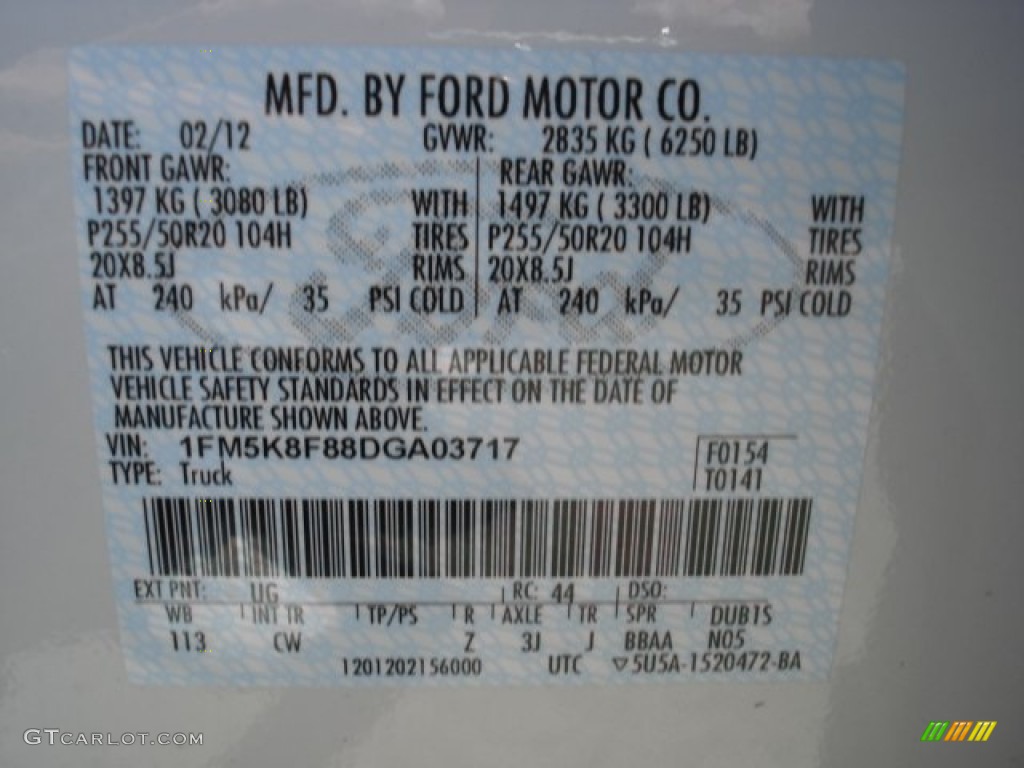 MFD. BY FORD MOTOR CO.
DATE: 02/12 GVWR: 2835 KG ( 6250 LB)
FRONT GAWR: REAR GAWR:
1397 KG ( 3080 LB) WITH 1497 KG ( 3300 LB) WITH
P255/50R20 104H TIRES P255/50R20 104H TIRES
20X8.5J RIMS 20X8.5J RIMS
AT 240 kPa/ 35 PSI COLD AT 240 kPa/ 35 PSI COLD
THIS VEHICLE CONFORMS TO ALL APPLICABLE FEDERAL MOTOR
VEHICLE SAFETY STANDARDS IN EFFECT ON THE DATE OF
MANUFACTURE SHOWN ABOVE.
VIN: 1FM5K8F88DGA03717 F0154
TYPE: Truck T0141
EXT PNT: UG RC: 44 DSO:
WB INT TR TP/PS R AXLE TR SPR DUBTS
113 CW Z 3J J BBAA N05
1201202156000 UTC ▽5U5A-1520472-BA
GTCARLOT.COM